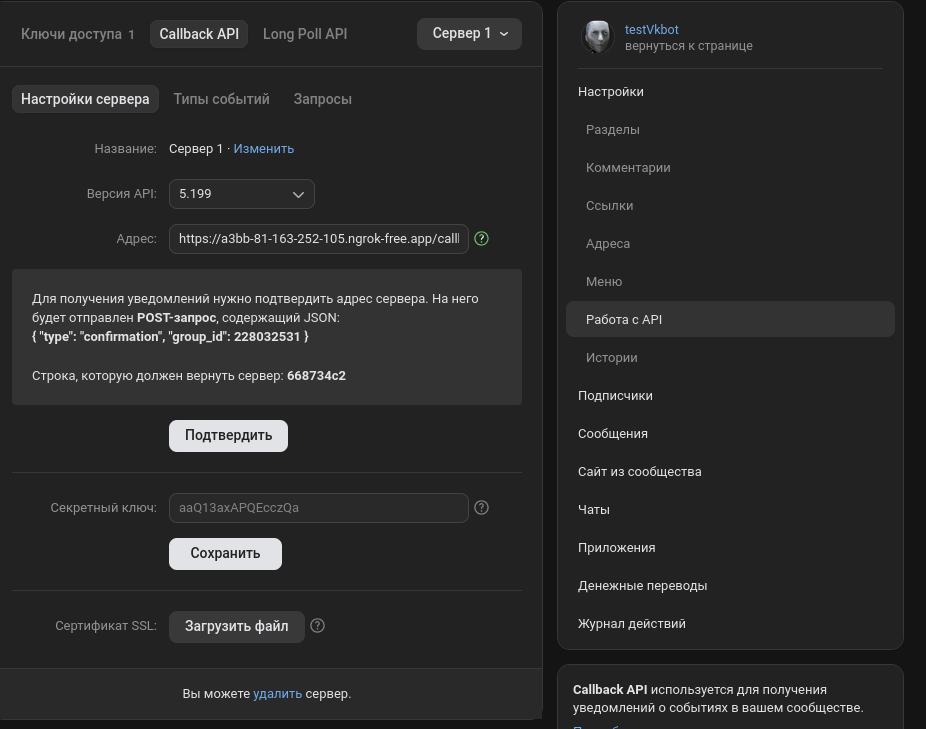 Ключи доступа 1 Callback API Long Poll API Сервер 1
Настройки сервера Типы событий Запросы
Название: Сервер 1 · Изменить
Версия API: 5.199
Адрес: https://a3bb-81-163-252-105.ngrok-free.app/call
Для получения уведомлений нужно подтвердить адрес сервера. На него
будет отправлен POST-запрос, содержащий JSON:
{ "type": "confirmation", "group_id": 228032531 }
Строка, которую должен вернуть сервер: 668734c2
Подтвердить
Секретный ключ: aaQ13axAPQEcczQa
Сохранить
Сертификат SSL: Загрузить файл
Вы можете удалить сервер.
testVkbot
вернуться к странице
Настройки
Разделы
Комментарии
Ссылки
Адреса
Меню
Работа с API
Истории
Подписчики
Сообщения
Сайт из сообщества
Чаты
Приложения
Денежные переводы
Журнал действий
Callback API используется для получения
уведомлений о событиях в вашем сообществе.